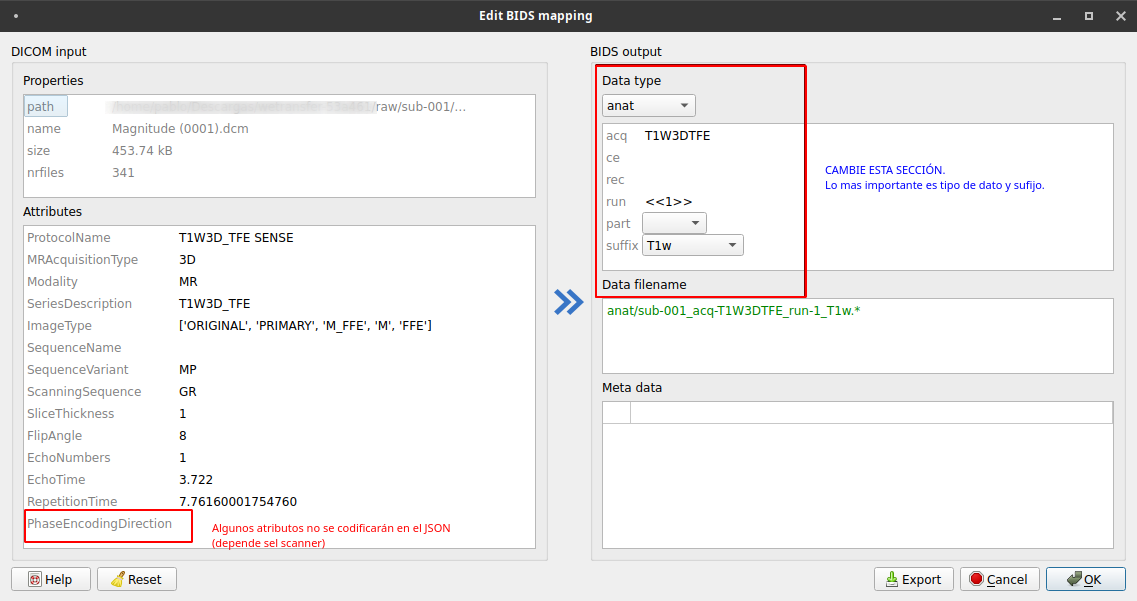 Edit BIDS mapping
DICOM input
Properties
path raw/sub-001/...
name Magnitude (0001).dcm
size 453.74 kB
nrfiles 341
Attributes
ProtocolName T1W3D_TFE SENSE
MRAcquisitionType 3D
Modality MR
SeriesDescription T1W3D_TFE
ImageType ['ORIGINAL', 'PRIMARY', 'M_FFE', 'M', 'FFE']
SequenceName
SequenceVariant MP
ScanningSequence GR
SliceThickness 1
FlipAngle 8
EchoNumbers 1
EchoTime 3.722
RepetitionTime 7.76160001754760
PhaseEncodingDirection
Algunos atributos no se codificarán en el JSON
(depende sel scanner)
BIDS output
Data type
anat
acq T1W3DTFE
ce
rec
run <<1>>
part
suffix T1w
CAMBIE ESTA SECCIÓN.
Lo mas importante es tipo de dato y sufijo.
Data filename
anat/sub-001_acq-T1W3DTFE_run-1_T1w.*
Meta data
Help
Reset
Export
Cancel
OK